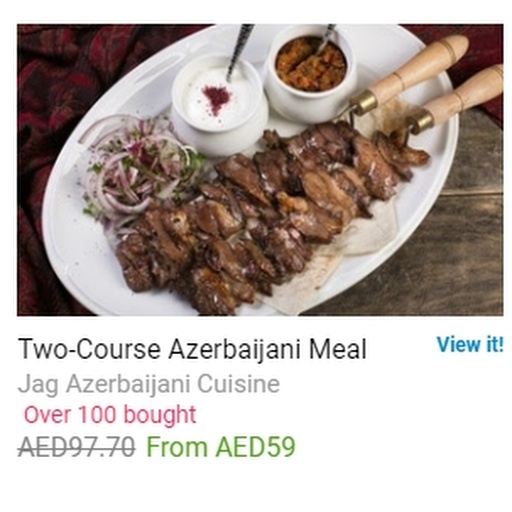 Two-Course Azerbaijani Meal View it!
Jag Azerbaijani Cuisine
Over 100 bought
AED97.70 From AED59